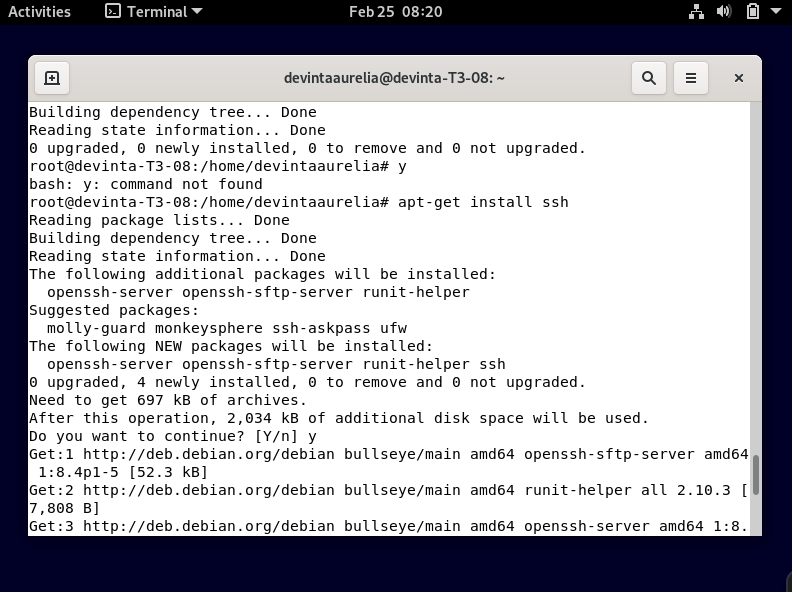 Activities Terminal Feb 25 08:20
devintaaurelia@devinta-T3-08: ~
Building dependency tree... Done
Reading state information... Done
0 upgraded, 0 newly installed, 0 to remove and 0 not upgraded.
root@devinta-T3-08:/home/devintaaurelia# y
bash: y: command not found
root@devinta-T3-08:/home/devintaaurelia# apt-get install ssh
Reading package lists... Done
Building dependency tree... Done
Reading state information... Done
The following additional packages will be installed:
  openssh-server openssh-sftp-server runit-helper
Suggested packages:
  molly-guard monkeysphere ssh-askpass ufw
The following NEW packages will be installed:
  openssh-server openssh-sftp-server runit-helper ssh
0 upgraded, 4 newly installed, 0 to remove and 0 not upgraded.
Need to get 697 kB of archives.
After this operation, 2,034 kB of additional disk space will be used.
Do you want to continue? [Y/n] y
Get:1 http://deb.debian.org/debian bullseye/main amd64 openssh-sftp-server amd64
 1:8.4p1-5 [52.3 kB]
Get:2 http://deb.debian.org/debian bullseye/main amd64 runit-helper all 2.10.3 [
7,808 B]
Get:3 http://deb.debian.org/debian bullseye/main amd64 openssh-server amd64 1:8.